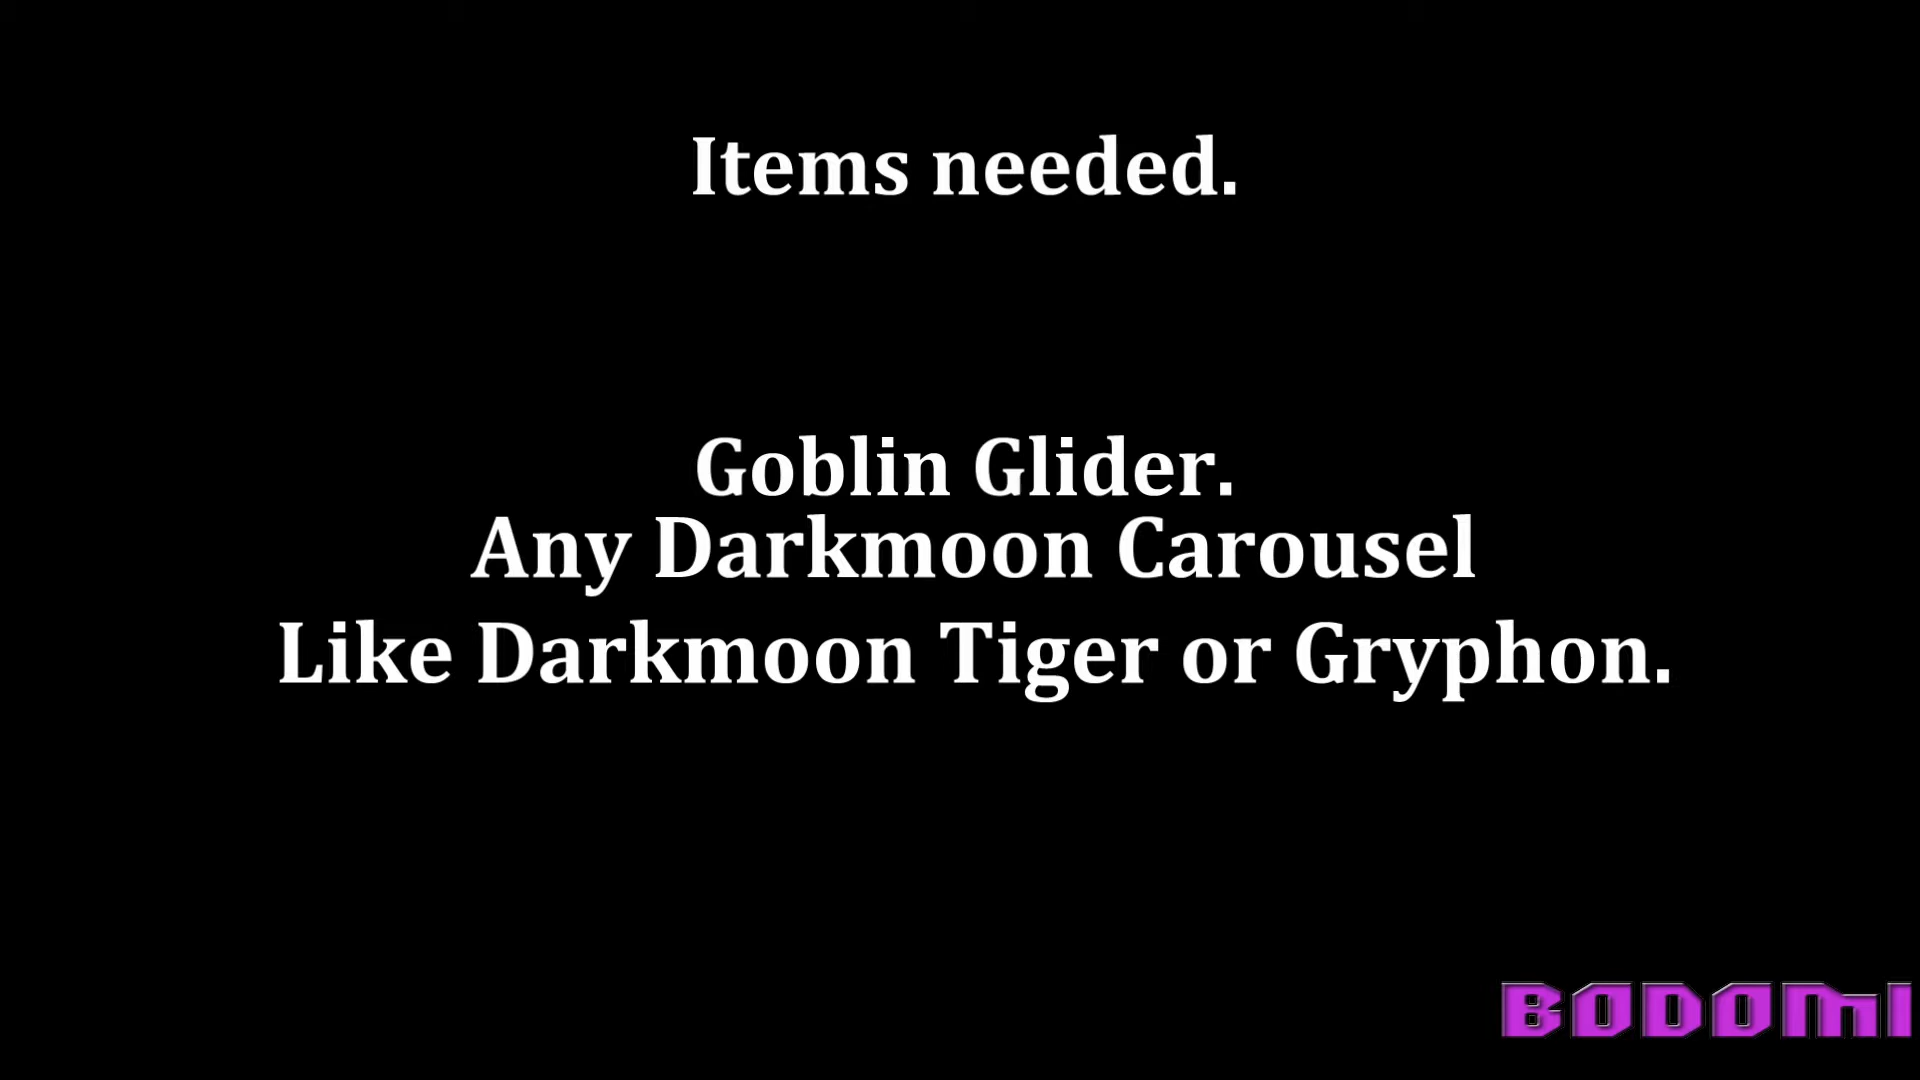 Items needed.
Goblin Glider.
Any Darkmoon Carousel
Like Darkmoon Tiger or Gryphon.
BODOMI